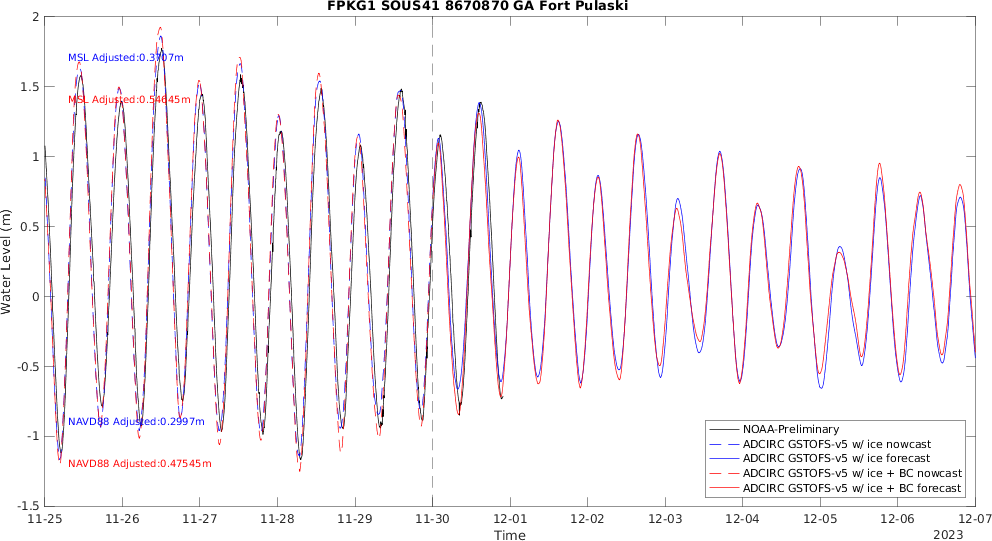 FPKG1 SOUS41 8670870 GA Fort Pulaski
2
1.5
1
0.5
0
-0.5
-1
-1.5
Water Level (m)
MSL Adjusted:0.3707m
MSL Adjusted:0.54645m
NAVD88 Adjusted:0.2997m
NAVD88 Adjusted:0.47545m
NOAA-Preliminary
ADCIRC GSTOFS-v5 w/ ice nowcast
ADCIRC GSTOFS-v5 w/ ice forecast
ADCIRC GSTOFS-v5 w/ ice + BC nowcast
ADCIRC GSTOFS-v5 w/ ice + BC forecast
11-25 11-26 11-27 11-28 11-29 11-30 12-01 12-02 12-03 12-04 12-05 12-06 12-07
Time
2023